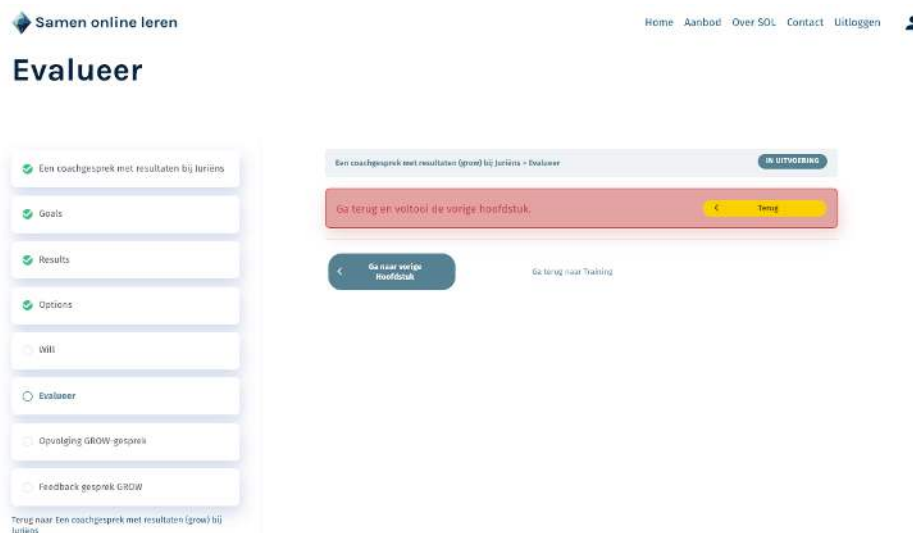 Samen online leren
Home Aanbod Over SOL Contact Uitloggen
Evalueer
Een coachgesprek met resultaten bij Juriëns
Goals
Results
Options
Will
Evalueer
Opvolging GROW-gesprek
Feedback gesprek GROW
Terug naar Een coachgesprek met resultaten (grow) bij
Juriëns
Een coachgesprek met resultaten (grow) bij Juriëns > Evalueer
IN UITVOERING
Ga terug en voltooi de vorige hoofdstuk.
Terug
Ga naar vorige
Hoofdstuk
Ga terug naar Training